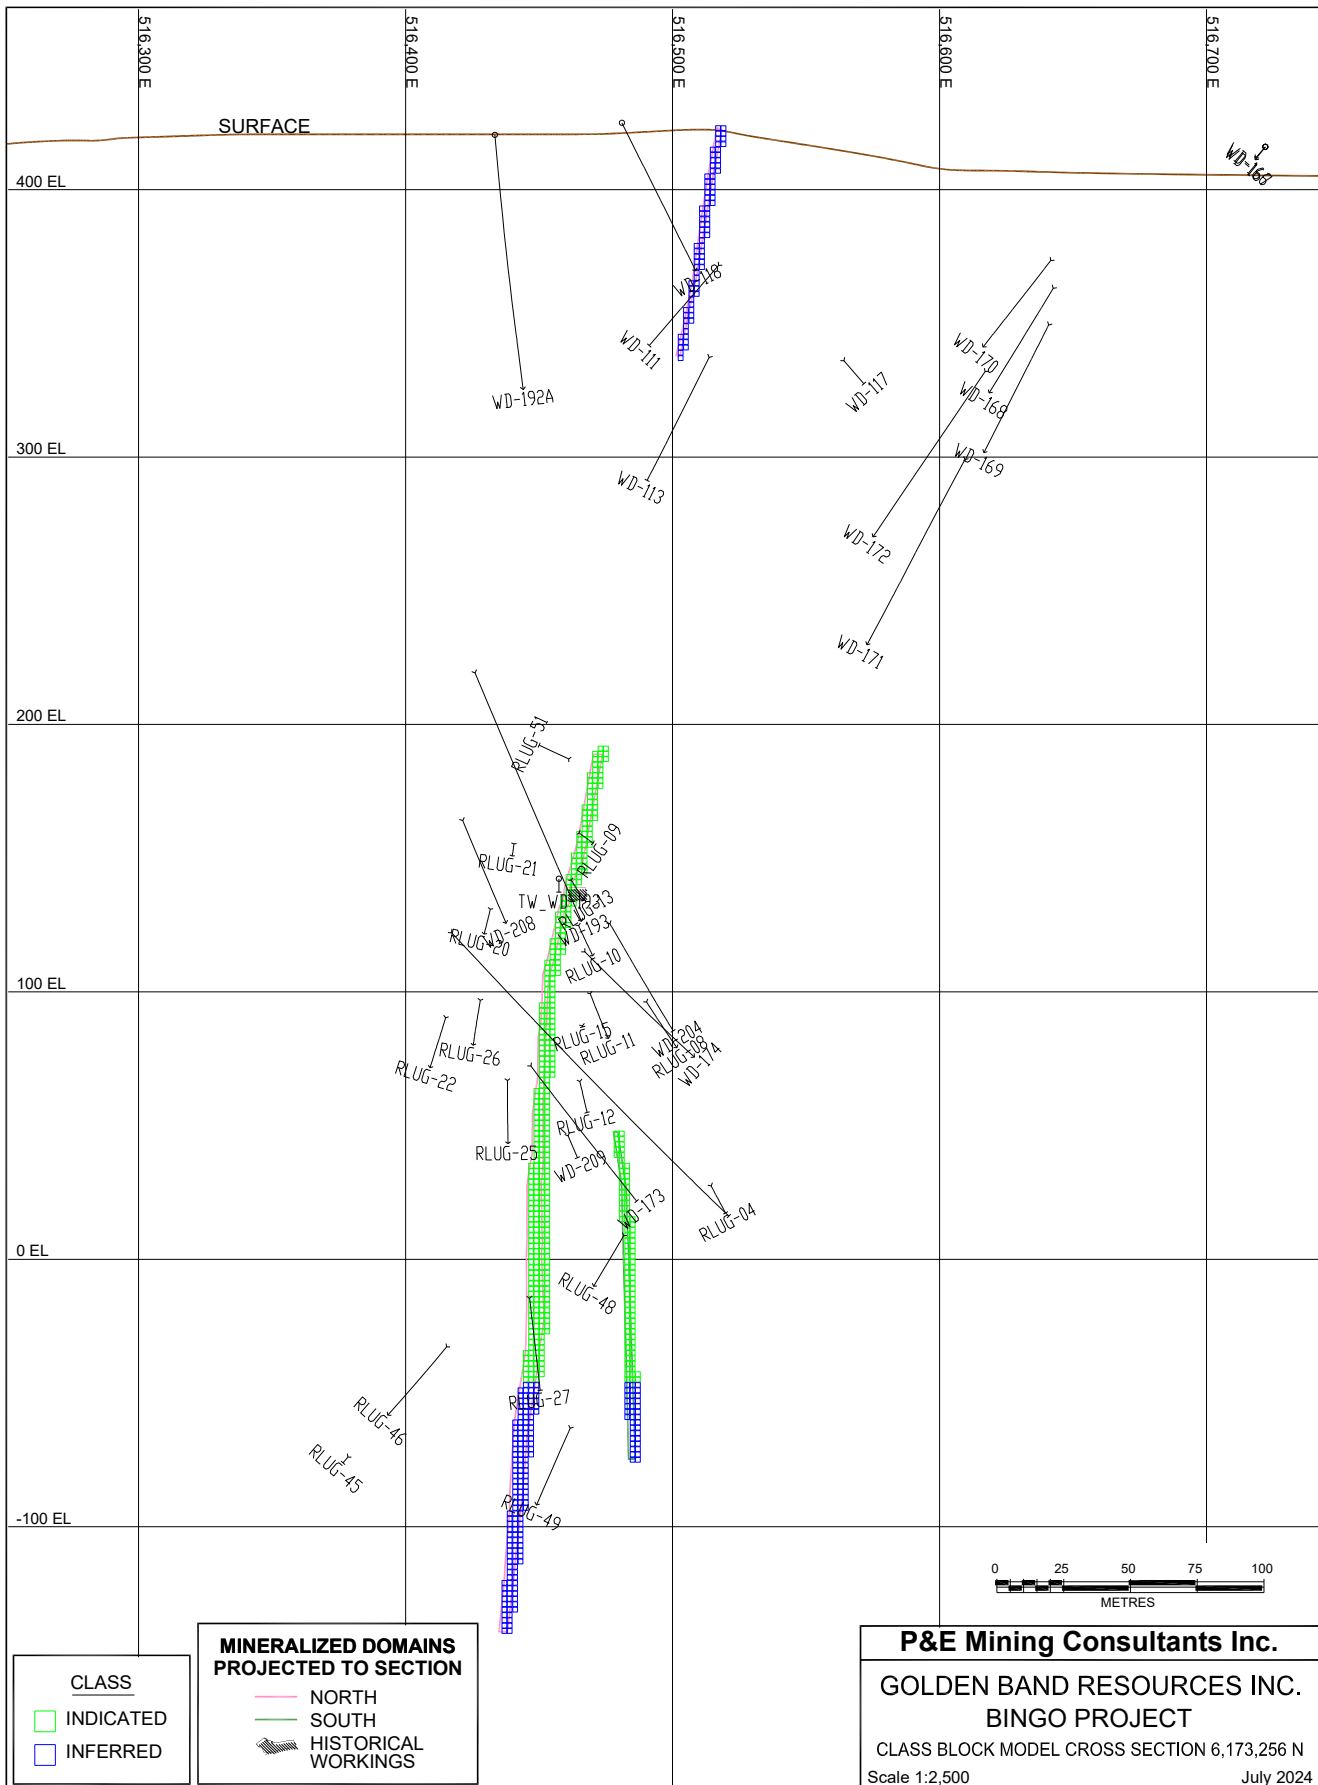 516,300 E
516,400 E
516,500 E
516,600 E
516,700 E
SURFACE
WD-118
WD-111
WD-192A
WD-113
WD-117
WD-170
WD-168
WD-169
WD-172
WD-171
400 EL
300 EL
200 EL
RLUG-51
RLUG-09
RLUG-21
TW_WD-193
RLUG-13
WD-193
WD-208
RLUG-20
RLUG-10
100 EL
WD-204
RLUG-08
WD-174
RLUG-15
RLUG-11
RLUG-26
RLUG-22
RLUG-12
RLUG-25
WD-209
WD-173
RLUG-04
0 EL
RLUG-48
RLUG-27
RLUG-46
RLUG-45
RLUG-49
-100 EL
0 25 50 75 100
METRES
CLASS
INDICATED
INFERRED
MINERALIZED DOMAINS
PROJECTED TO SECTION
NORTH
SOUTH
HISTORICAL
WORKINGS
P&E Mining Consultants Inc.
GOLDEN BAND RESOURCES INC.
BINGO PROJECT
CLASS BLOCK MODEL CROSS SECTION 6,173,256 N
Scale 1:2,500 July 2024